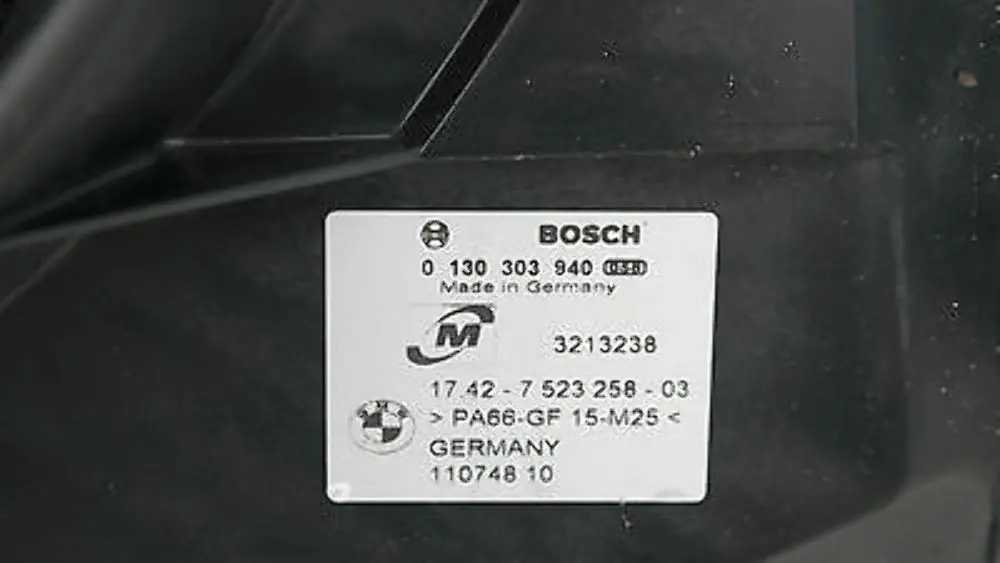 BOSCH
0 130 303 940
Made in Germany
M
3213238
17.42 - 7 523 258 - 03
> PA66-GF 15-M25 <
GERMANY
110748 10